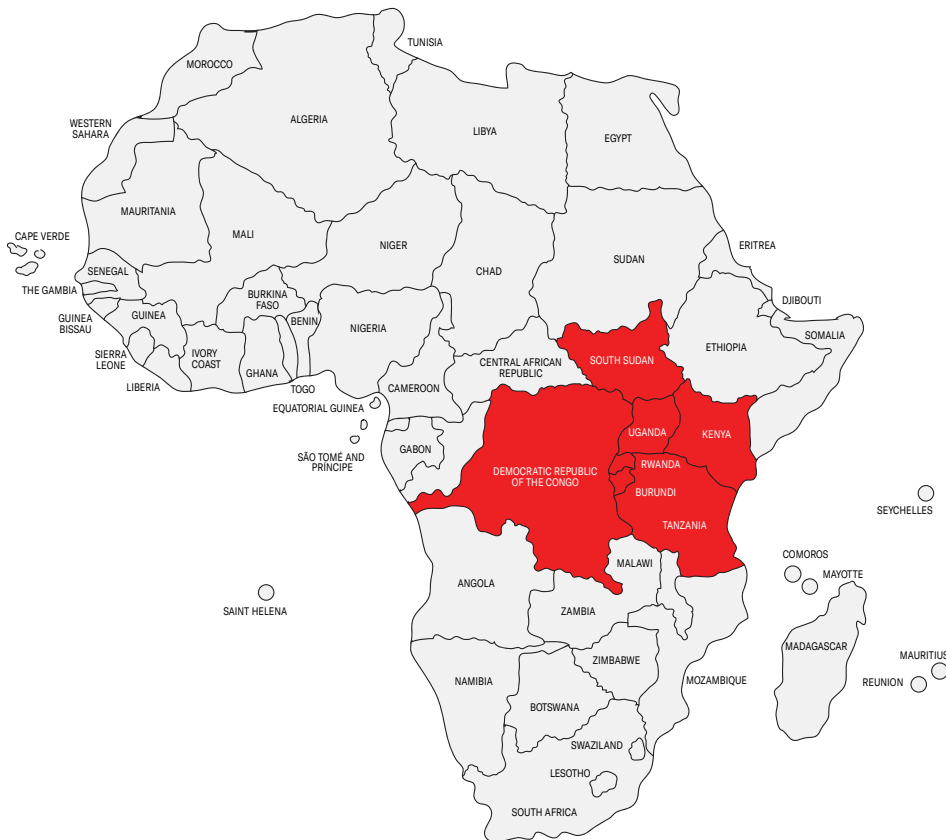 TUNISIA
MOROCCO
ALGERIA
LIBYA
EGYPT
WESTERN
SAHARA
MAURITANIA
MALI
NIGER
CHAD
SUDAN
ERITREA
CAPE VERDE
SENEGAL
THE GAMBIA
GUINEA
BISSAU
GUINEA
BURKINA
FASO
BENIN
NIGERIA
DJIBOUTI
SOMALIA
ETHIOPIA
SIERRA
LEONE
IVORY
COAST
GHANA
LIBERIA
TOGO
CENTRAL AFRICAN
REPUBLIC
SOUTH SUDAN
CAMEROON
EQUATORIAL GUINEA
GABON
SÃO TOMÉ AND
PRÍNCIPE
UGANDA
KENYA
DEMOCRATIC REPUBLIC
OF THE CONGO
RWANDA
BURUNDI
TANZANIA
SEYCHELLES
COMOROS
MAYOTTE
MALAWI
ANGOLA
ZAMBIA
SAINT HELENA
MADAGASCAR
MAURITIUS
REUNION
ZIMBABWE
MOZAMBIQUE
NAMIBIA
BOTSWANA
SWAZILAND
LESOTHO
SOUTH AFRICA